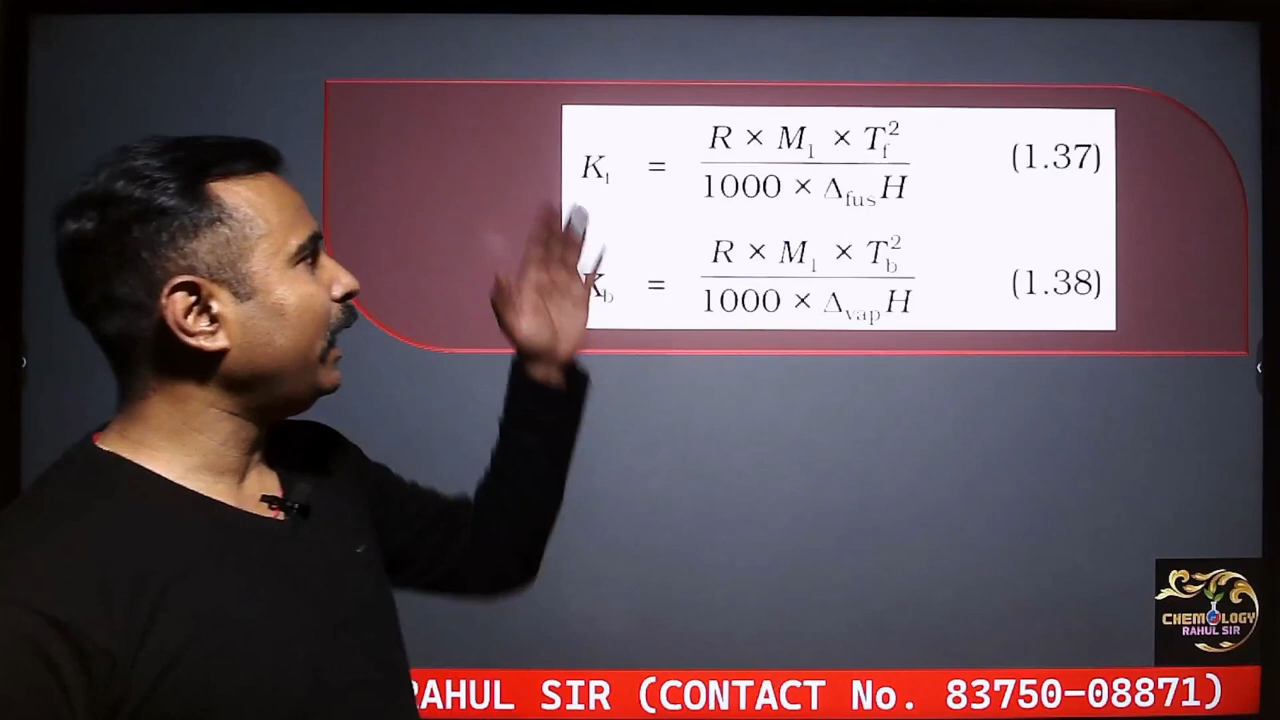 K_f = R × M_1 × T_f^2 / 1000 × Δ_fus H (1.37)
K_b = R × M_1 × T_b^2 / 1000 × Δ_vap H (1.38)
CHEMOLOGY
RAHUL SIR
RAHUL SIR (CONTACT No. 83750-08871)